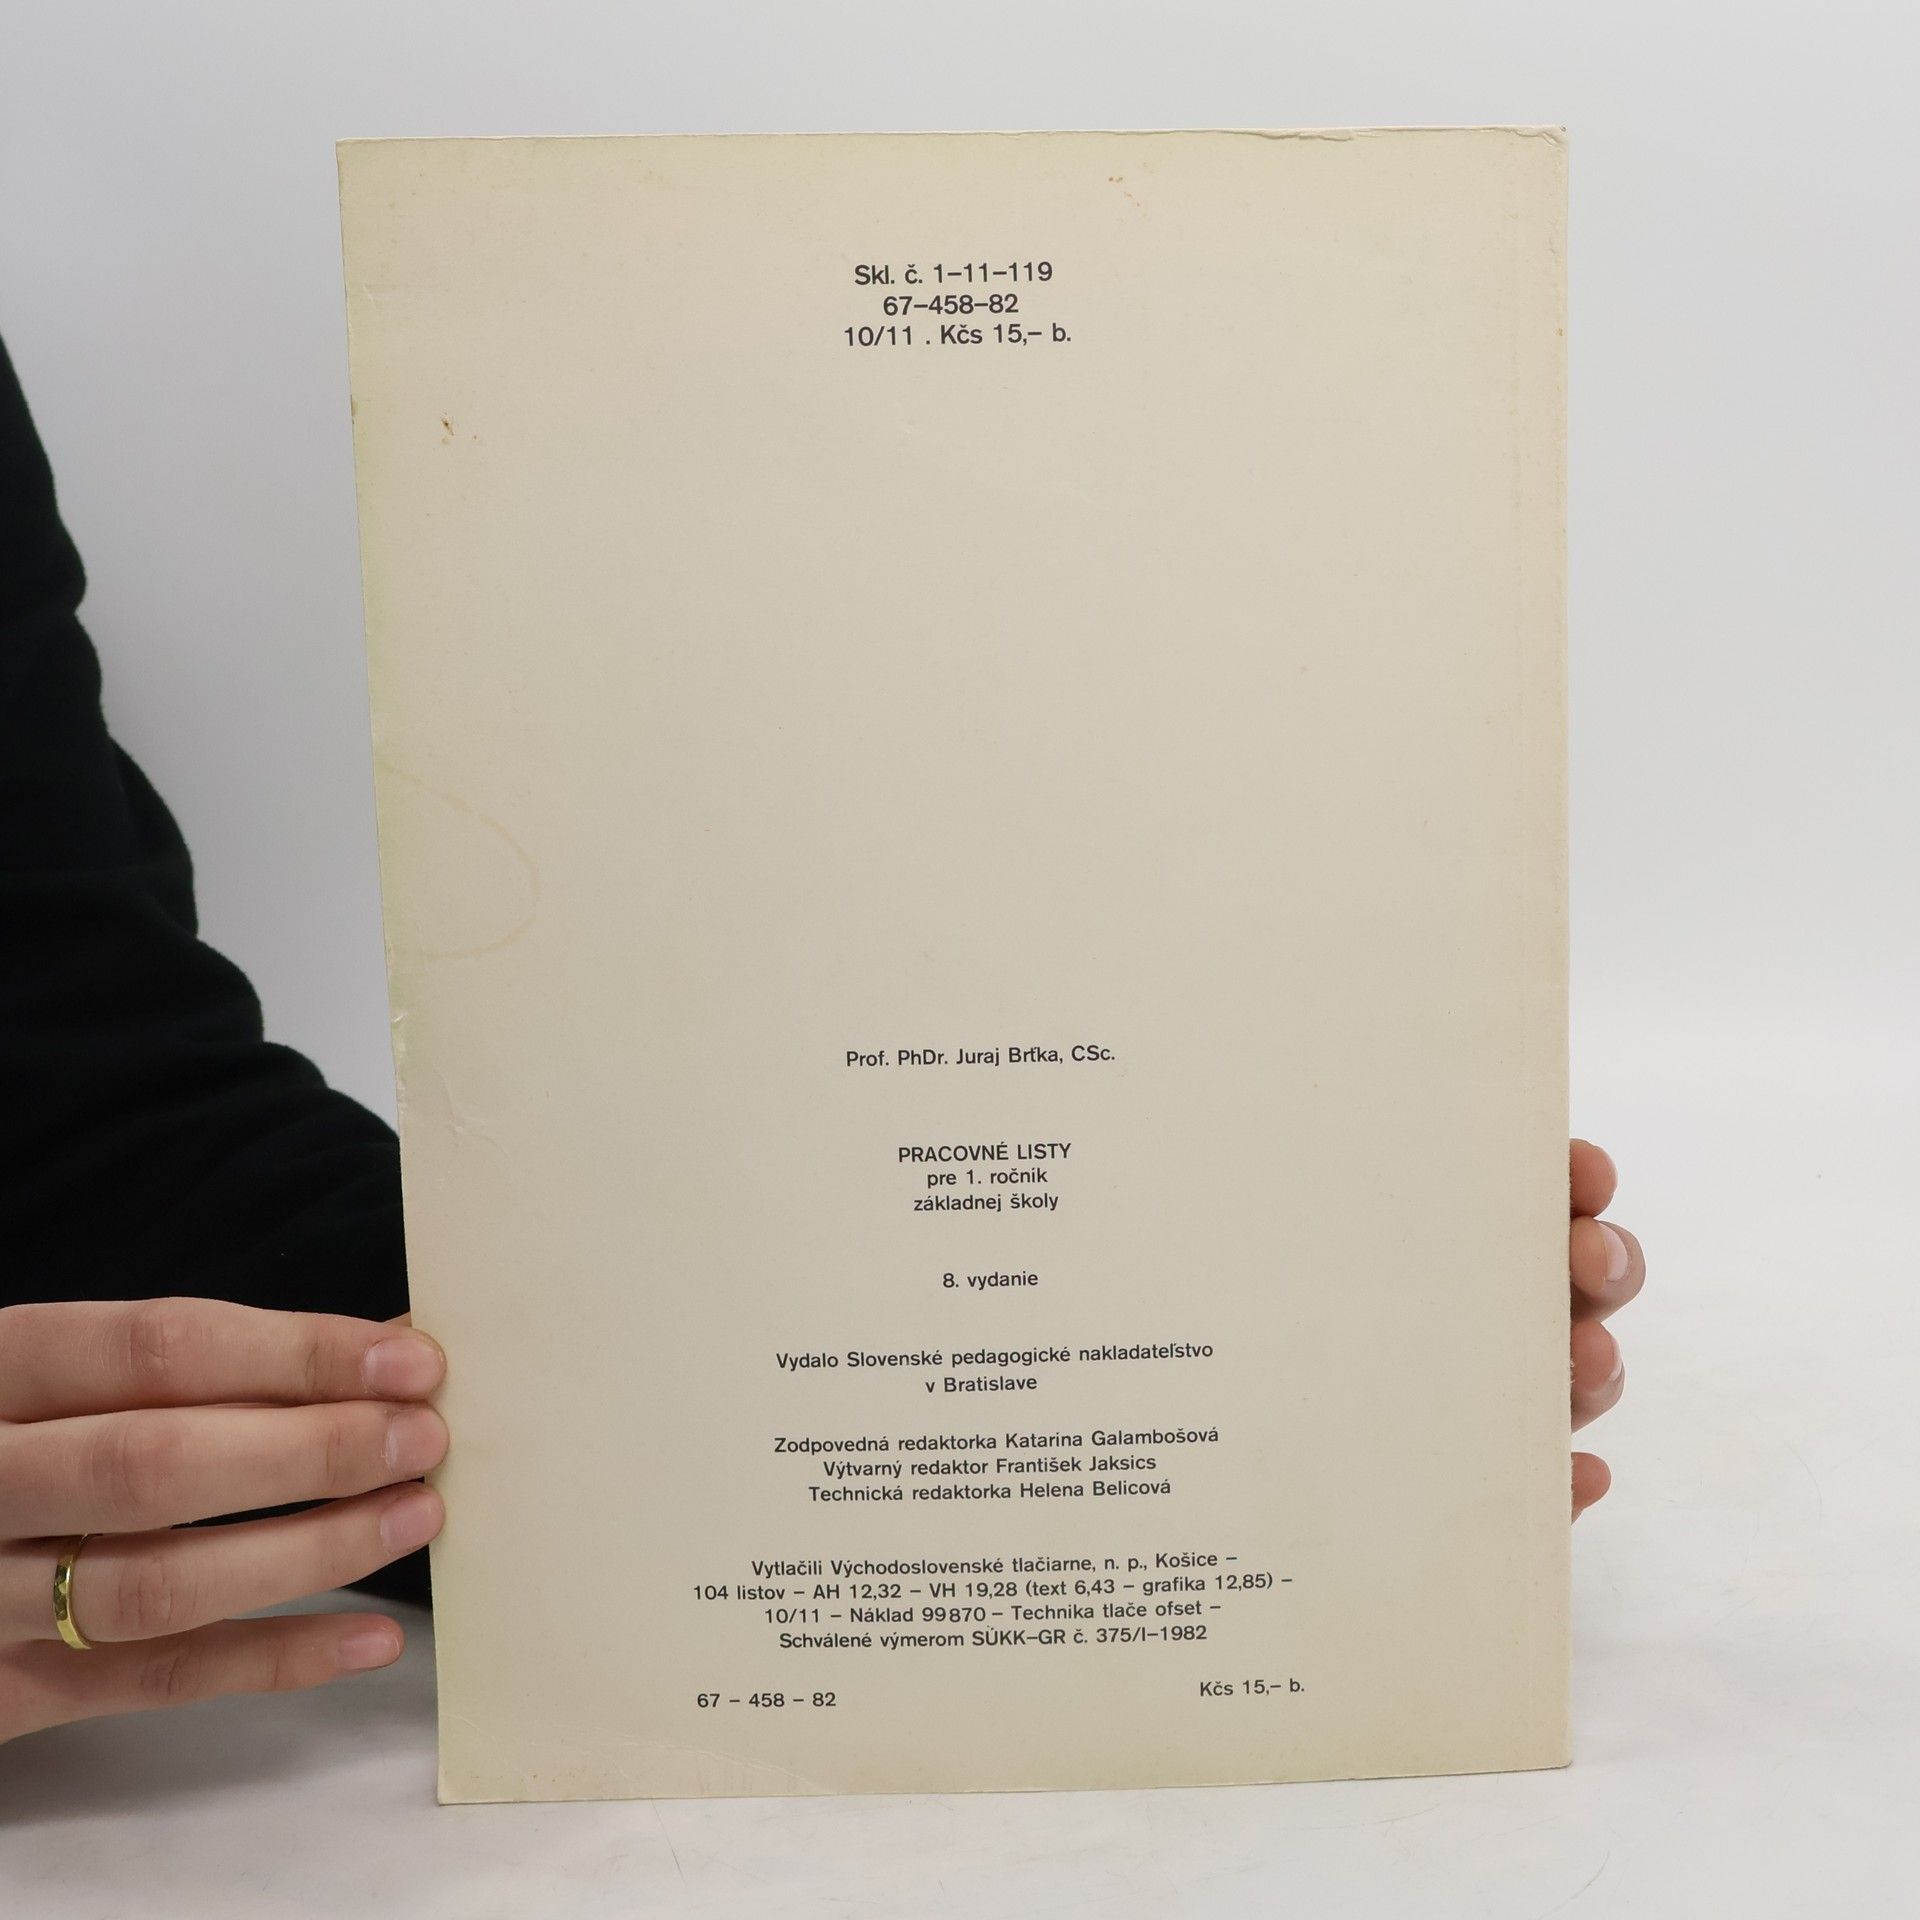 Skl. č. 1–11–119
67–458–82
10/11 . Kčs 15,– b.
Prof. PhDr. Juraj Brťka, CSc.
PRACOVNÉ LISTY
pre 1. ročník
základnej školy
8. vydanie
Vydalo Slovenské pedagogické nakladateľstvo
v Bratislave
Zodpovedná redaktorka Katarína Galambošová
Výtvarný redaktor František Jaksics
Technická redaktorka Helena Belicová
Vytlačili Východoslovenské tlačiarne, n. p., Košice –
104 listov – AH 12,32 – VH 19,28 (text 6,43 – grafika 12,85) –
10/11 – Náklad 99870 – Technika tlače ofset –
Schválené výmerom SÚKK–GR č. 375/I–1982
67 – 458 – 82 Kčs 15,– b.